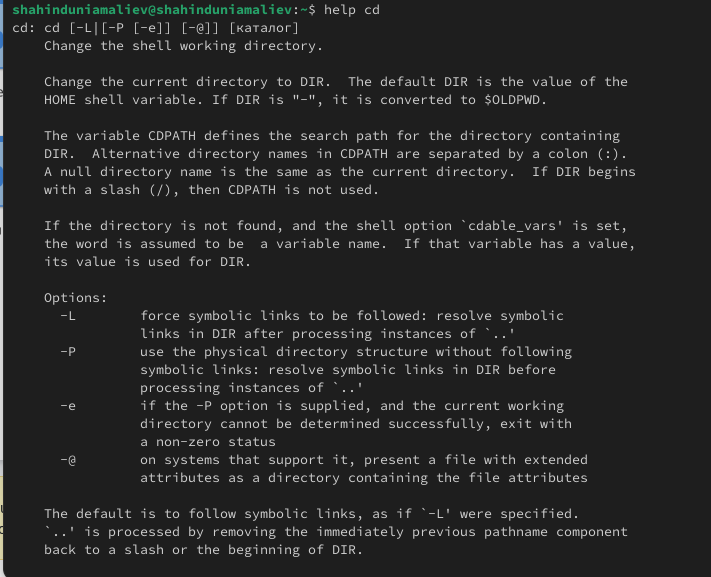 shahinduniamaliev@shahinduniamaliev:~$ help cd
cd: cd [-L|[-P [-e]] [-@]] [каталог]
Change the shell working directory.
Change the current directory to DIR.  The default DIR is the value of the
HOME shell variable. If DIR is "-", it is converted to $OLDPWD.
The variable CDPATH defines the search path for the directory containing
DIR.  Alternative directory names in CDPATH are separated by a colon (:).
A null directory name is the same as the current directory.  If DIR begins
with a slash (/), then CDPATH is not used.
If the directory is not found, and the shell option `cdable_vars' is set,
the word is assumed to be  a variable name.  If that variable has a value,
its value is used for DIR.
Options:
-L        force symbolic links to be followed: resolve symbolic
links in DIR after processing instances of `..'
-P        use the physical directory structure without following
symbolic links: resolve symbolic links in DIR before
processing instances of `..'
-e        if the -P option is supplied, and the current working
directory cannot be determined successfully, exit with
a non-zero status
-@        on systems that support it, present a file with extended
attributes as a directory containing the file attributes
The default is to follow symbolic links, as if `-L' were specified.
`..' is processed by removing the immediately previous pathname component
back to a slash or the beginning of DIR.